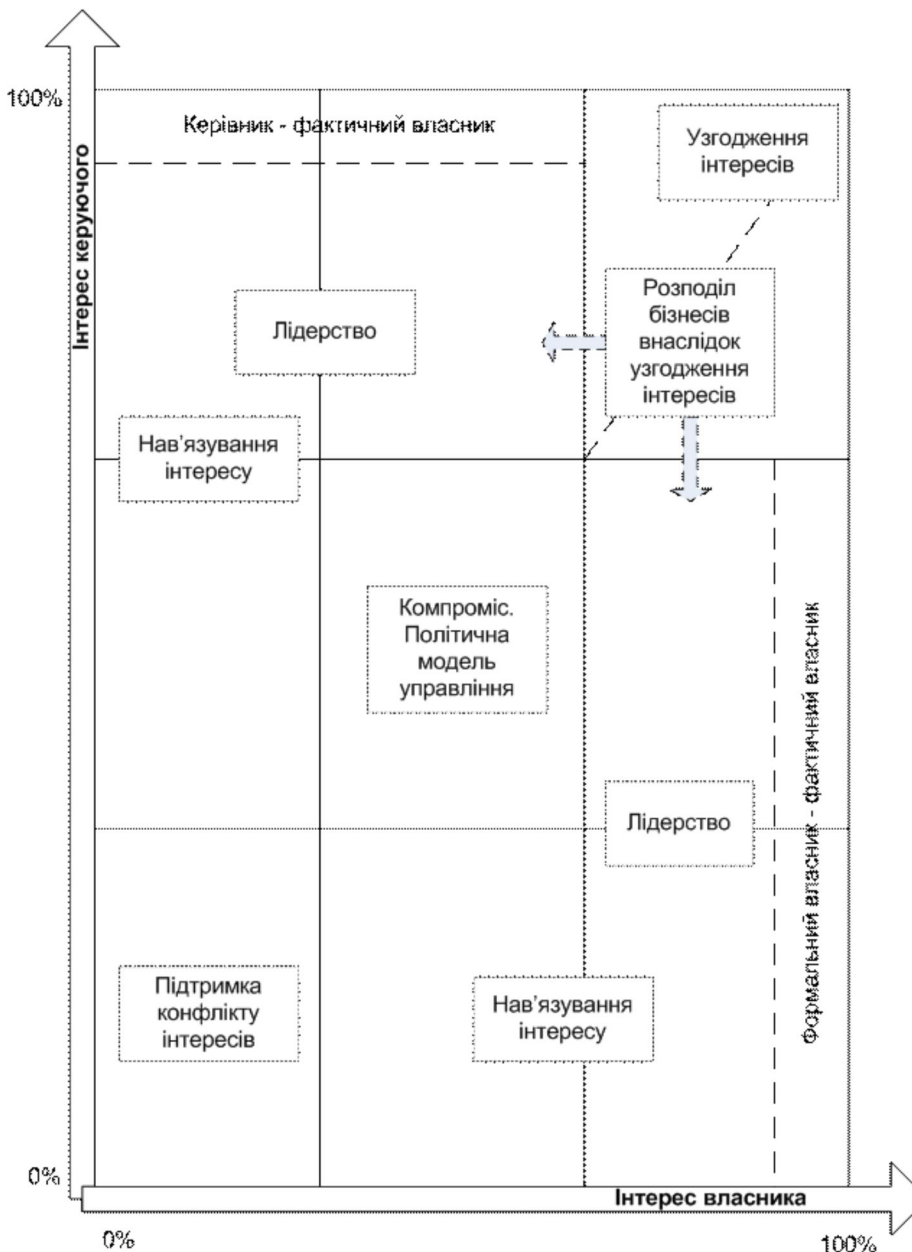 100%
Керівник - фактичний власник
Узгодження
інтересів
Інтерес керуючого
Розподіл
бізнесів
внаслідок
узгодження
інтересів
Лідерство
Нав’язування
інтересу
Компроміс.
Політична
модель
управління
Формальний власник - фактичний власник
Лідерство
Підтримка
конфлікту
інтересів
Нав’язування
інтересу
0%
Інтерес власника
0%
100%